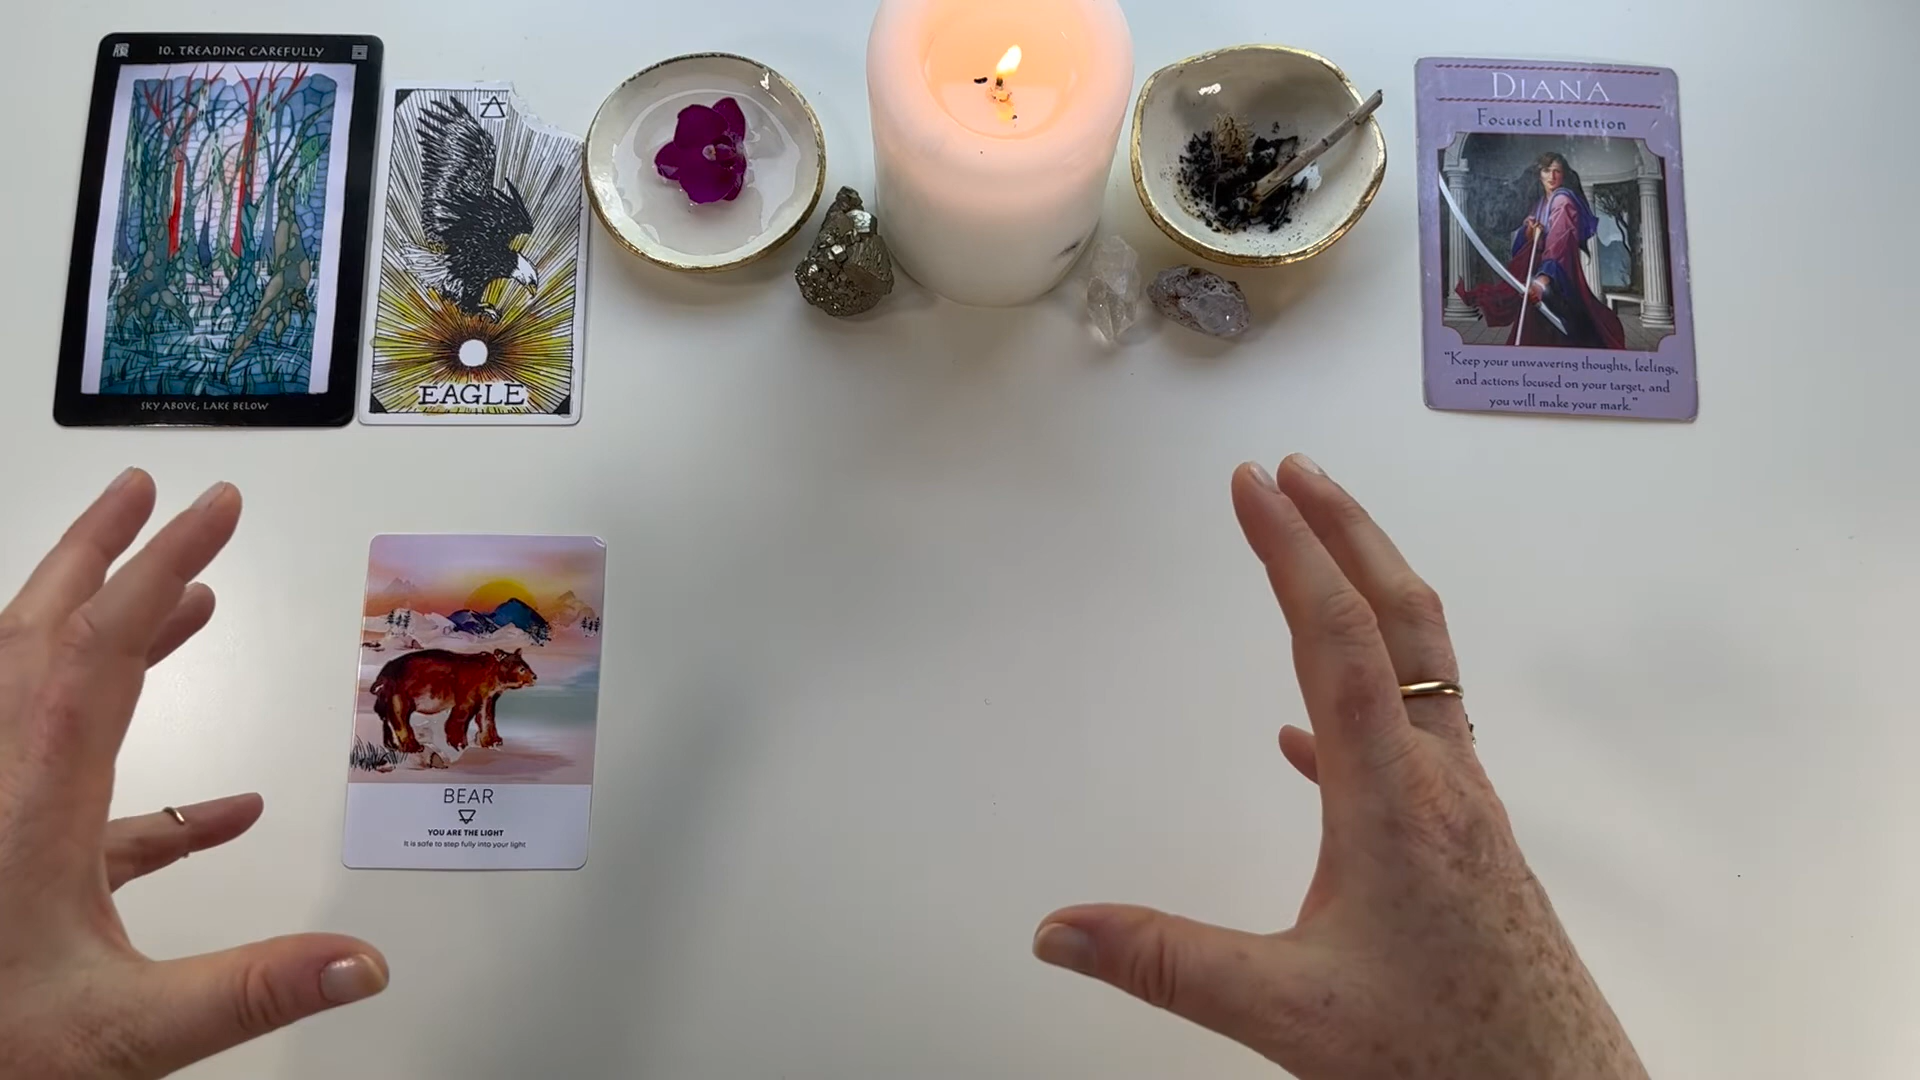 10. TREADING CAREFULLY
SKY ABOVE, LAKE BELOW
EAGLE
DIANA
Focused Intention
"Keep your unwavering thoughts, feelings,
and actions focused on your target, and
you will make your mark."
BEAR
YOU ARE THE LIGHT
It is safe to step fully into your light